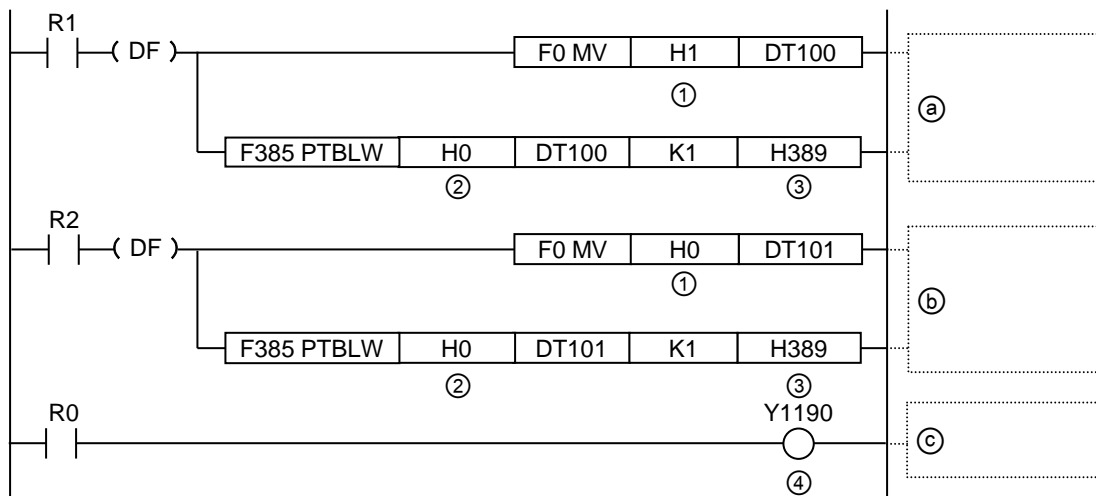 R1
( DF )
F0 MV H1 DT100
①
ⓐ
F385 PTBLW H0 DT100 K1 H389
② ③
R2
( DF )
F0 MV H0 DT101
①
ⓑ
F385 PTBLW H0 DT101 K1 H389
② ③
R0
Y1190
ⓒ
④